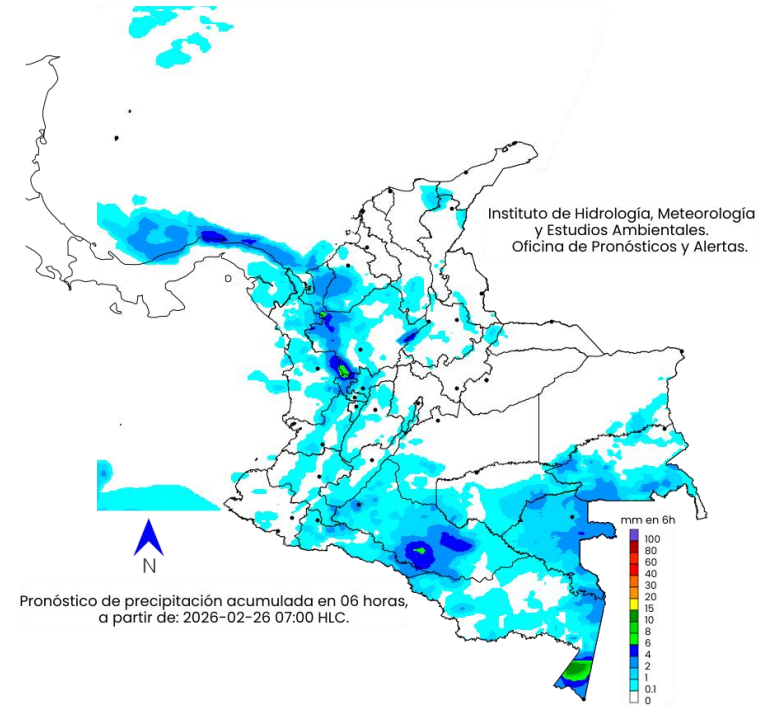 Instituto de Hidrología, Meteorología
y Estudios Ambientales.
Oficina de Pronósticos y Alertas.
N
Pronóstico de precipitación acumulada en 06 horas,
a partir de: 2026-02-26 07:00 HLC.
mm en 6h
100
80
60
40
30
20
15
10
8
6
4
2
1
0.1
0